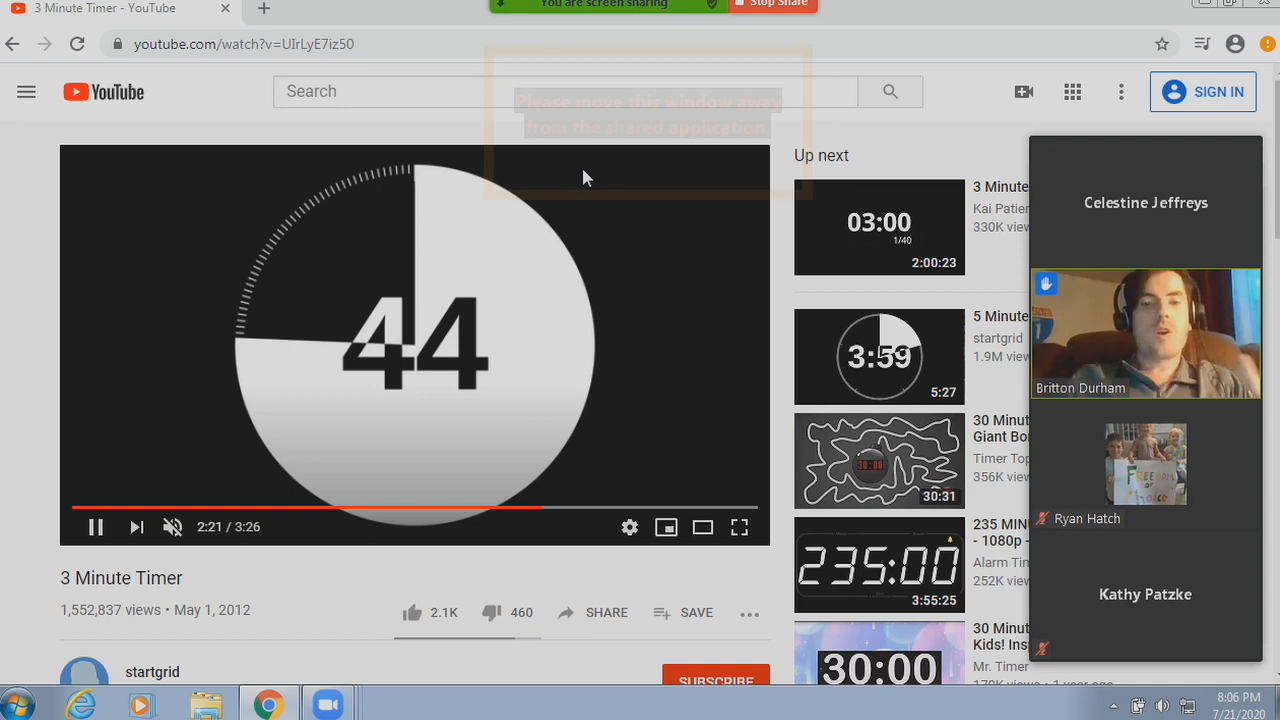 3 Minute Timer - YouTube
You are screen sharing
Stop Share
youtube.com/watch?v=UIrLyE7iz50
YouTube
Search
SIGN IN
Please move this window away
from the shared application
44
2:21 / 3:26
3 Minute Timer
1,552,837 views • May 1, 2012
2.1K
460
SHARE
SAVE
startgrid
SUBSCRIBE
Up next
03:00
1/40
2:00:23
3 Minute
Kai Patier
330K view
3:59
5:27
5 Minute
startgrid
1.9M view
30:00
30:31
30 Minut
Giant Bo
Timer Top
356K view
235:00
3:55:25
235 MIN
- 1080p -
Alarm Tin
252K view
30:00
30 Minut
Kids! Insp
Mr. Timer
Celestine Jeffreys
Britton Durham
FREEDOM
Ryan Hatch
Kathy Patzke
8:06 PM
7/21/2020